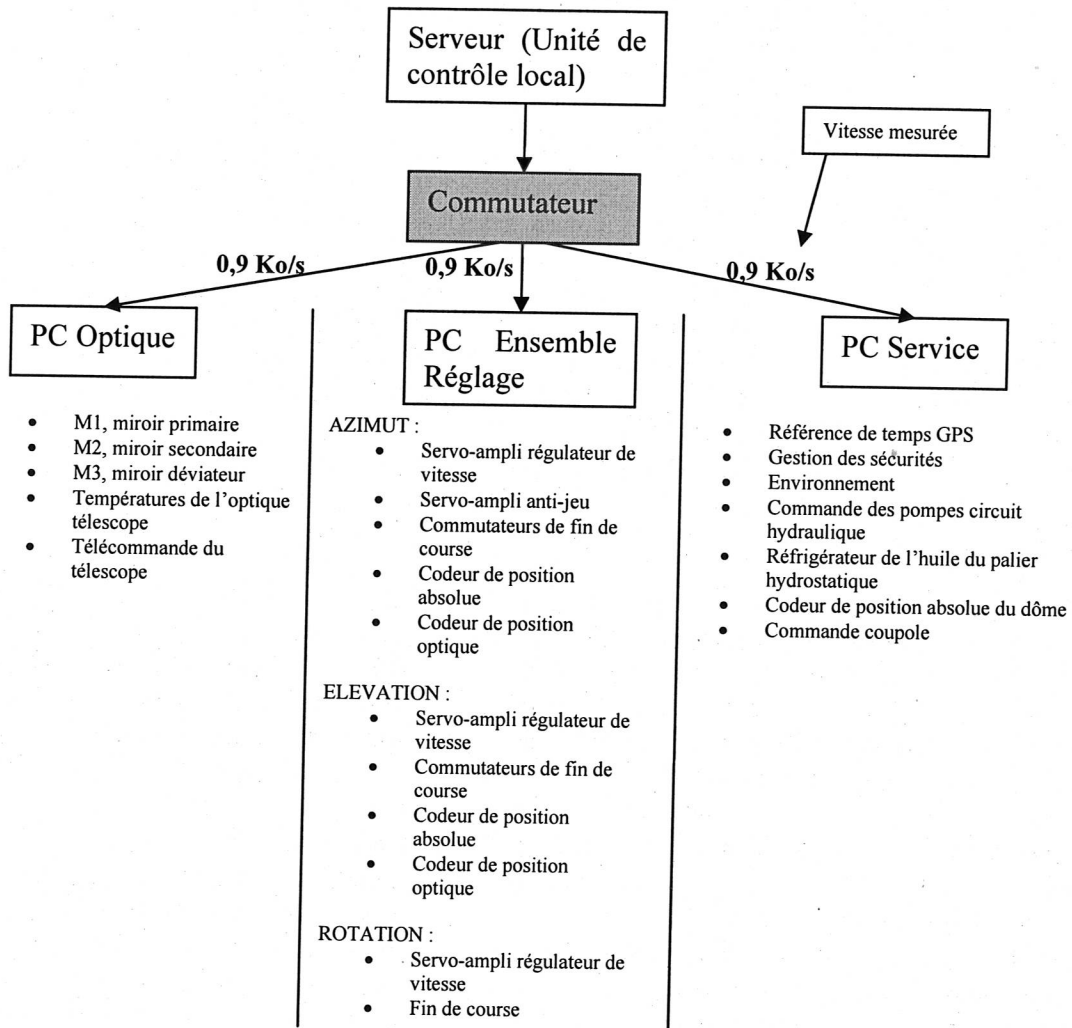 Serveur (Unité de
contrôle local)
Vitesse mesurée
Commutateur
0,9 Ko/s
0,9 Ko/s
0,9 Ko/s
PC Optique
PC Ensemble
Réglage
PC Service
• M1, miroir primaire
• M2, miroir secondaire
• M3, miroir déviateur
• Températures de l'optique
télescope
• Télécommande du
télescope
AZIMUT :
• Servo-ampli régulateur de
vitesse
• Servo-ampli anti-jeu
• Commutateurs de fin de
course
• Codeur de position
absolue
• Codeur de position
optique
ELEVATION :
• Servo-ampli régulateur de
vitesse
• Commutateurs de fin de
course
• Codeur de position
absolue
• Codeur de position
optique
ROTATION :
• Servo-ampli régulateur de
vitesse
• Fin de course
• Référence de temps GPS
• Gestion des sécurités
• Environnement
• Commande des pompes circuit
hydraulique
• Réfrigérateur de l'huile du palier
hydrostatique
• Codeur de position absolue du dôme
• Commande coupole